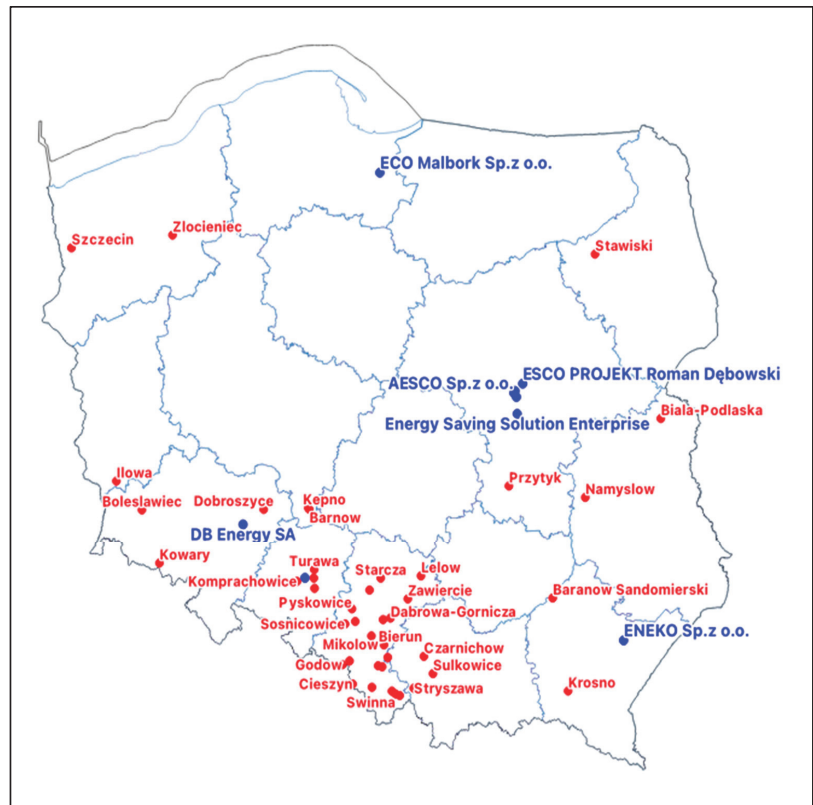 ECO Malbork Sp.z o.o.
Zlocieniec
Szczecin
Stawiski
ESCO PROJEKT Roman Dębowski
AESCO Sp.z o.o.
Biala-Podlaska
Energy Saving Solution Enterprise
Ilowa
Przytyk
Namyslow
Boleslawiec
Dobroszyce
Kepno
Barnow
DB Energy SA
Kowary
Turawa
Starcza
Lelow
Komprachowice
Zawiercie
Baranow Sandomierski
Pyskowice
Dabrowa-Gornicza
Sosnicowice
Bierun
ENEKO Sp.z o.o.
Mikolow
Czarnichow
Godow
Sulkowice
Cieszyn
Stryszawa
Krosno
Swinna